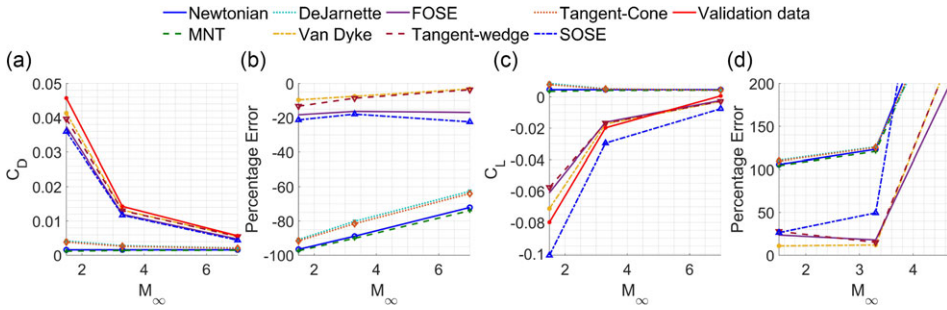 Newtonian DeJarnette FOSE Tangent-Cone Validation data
MNT Van Dyke Tangent-wedge SOSE
(a) (b) (c) (d)
0.05
0.04
0.03
0.02
0.01
0
C_D
2 4 6
M_∞
0
-20
-40
-60
-80
-100
Percentage Error
2 4 6
M_∞
0
-0.02
-0.04
-0.06
-0.08
-0.1
C_L
2 4 6
M_∞
200
150
100
50
0
Percentage Error
2 3 4
M_∞